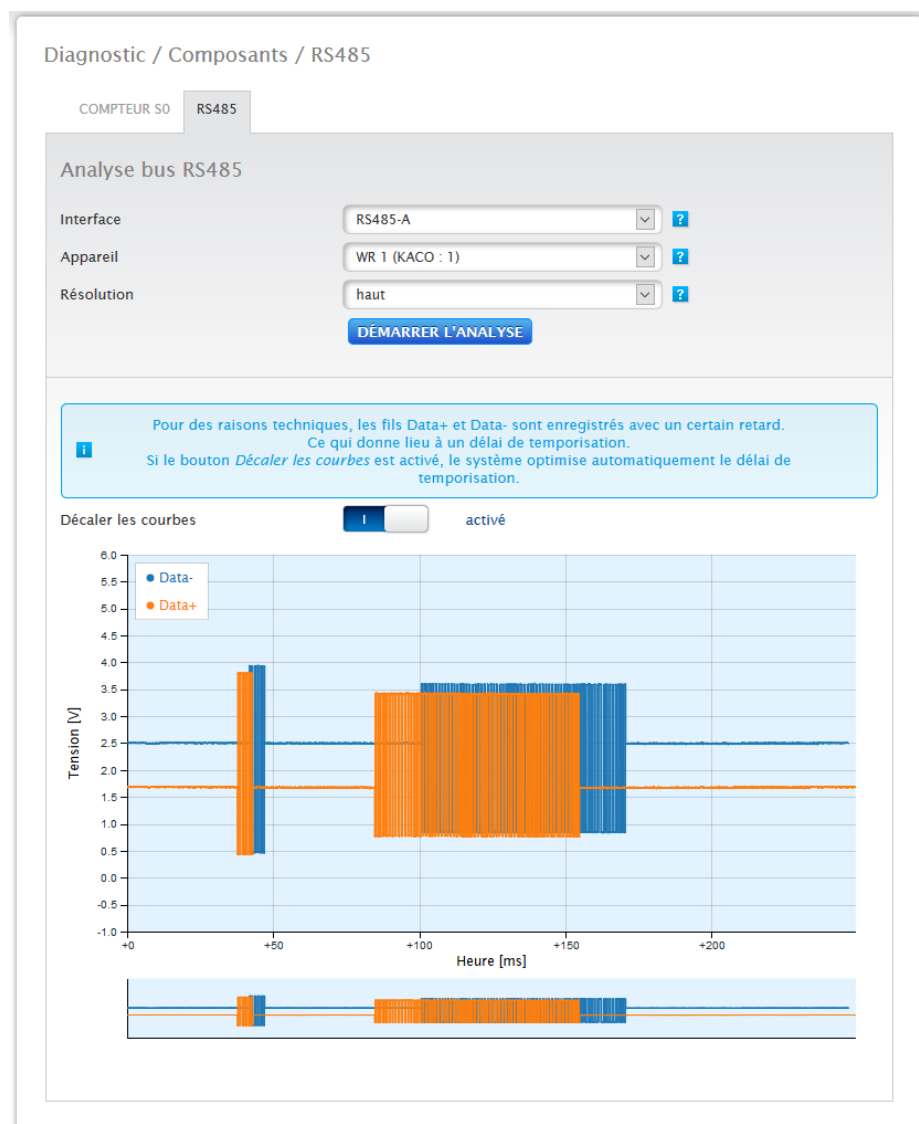 Diagnostic / Composants / RS485
COMPTEUR S0
RS485
Analyse bus RS485
Interface
RS485-A
?
Appareil
WR 1 (KACO : 1)
?
Résolution
haut
?
DÉMARRER L'ANALYSE
i
Pour des raisons techniques, les fils Data+ et Data- sont enregistrés avec un certain retard.
Ce qui donne lieu à un délai de temporisation.
Si le bouton Décaler les courbes est activé, le système optimise automatiquement le délai de
temporisation.
Décaler les courbes
I
activé
6.0
5.5
5.0
4.5
4.0
3.5
3.0
2.5
2.0
1.5
1.0
0.5
0.0
-0.5
-1.0
Tension [V]
Data-
Data+
+0
+50
+100
+150
+200
Heure [ms]